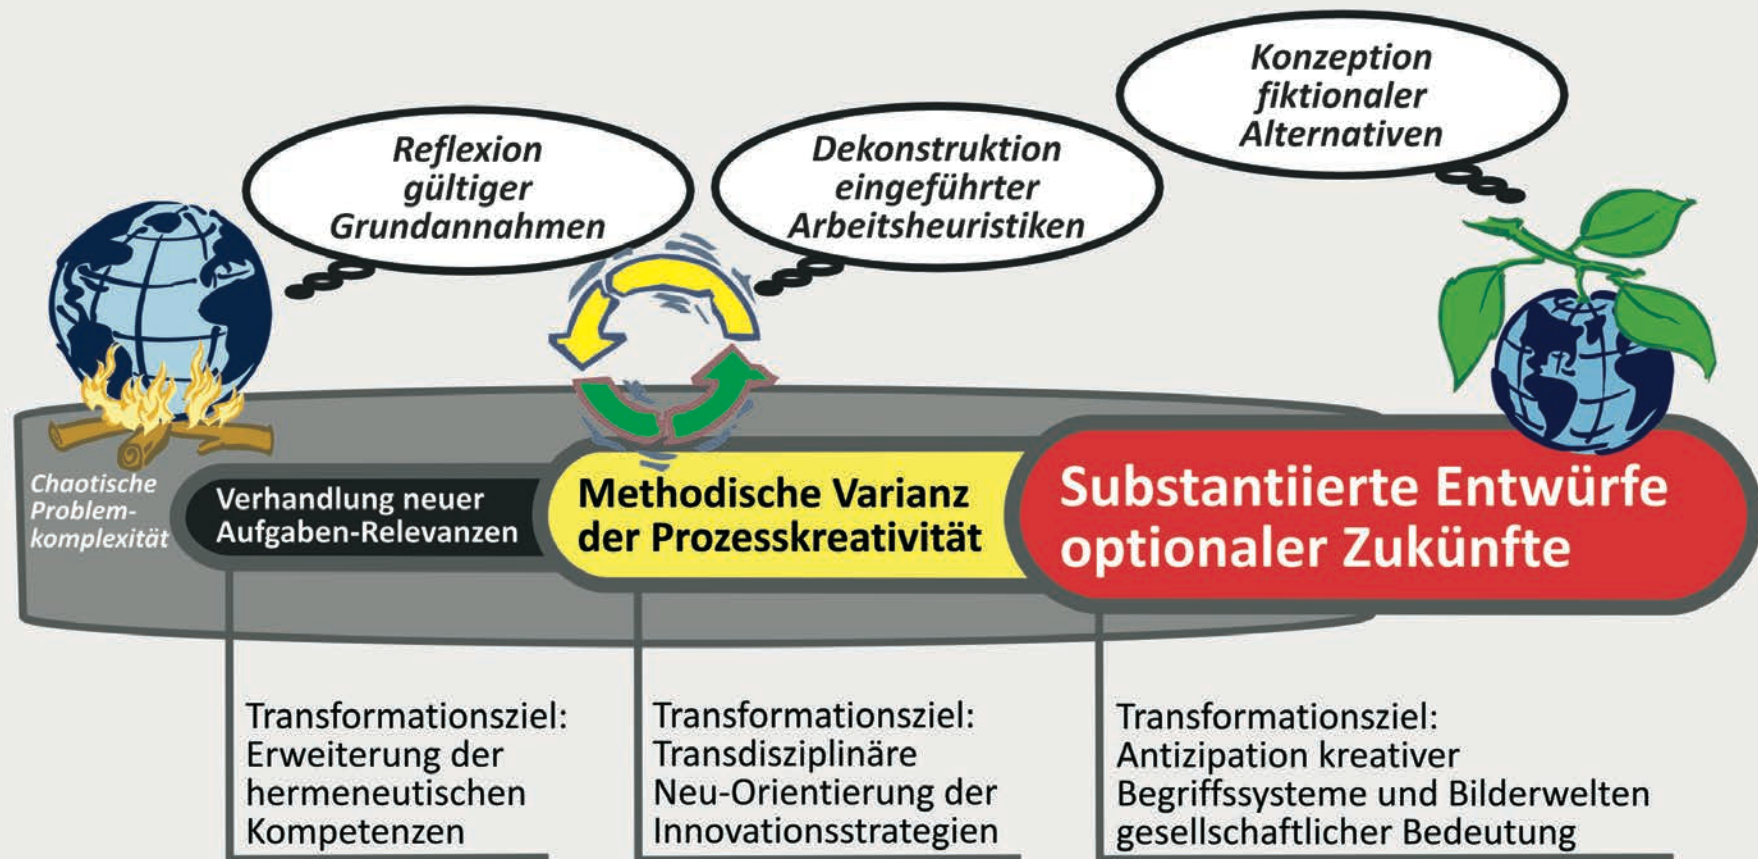 Konzeption
fiktionaler
Alternativen
Reflexion
gültiger
Grundannahmen
Dekonstruktion
eingeführter
Arbeitsheuristiken
Chaotische
Problem-
komplexität
Verhandlung neuer
Aufgaben-Relevanzen
Methodische Varianz
der Prozesskreativität
Substantiierte Entwürfe
optionaler Zukünfte
Transformationsziel:
Erweiterung der
hermeneutischen
Kompetenzen
Transformationsziel:
Transdisziplinäre
Neu-Orientierung der
Innovationsstrategien
Transformationsziel:
Antizipation kreativer
Begriffssysteme und Bilderwelten
gesellschaftlicher Bedeutung